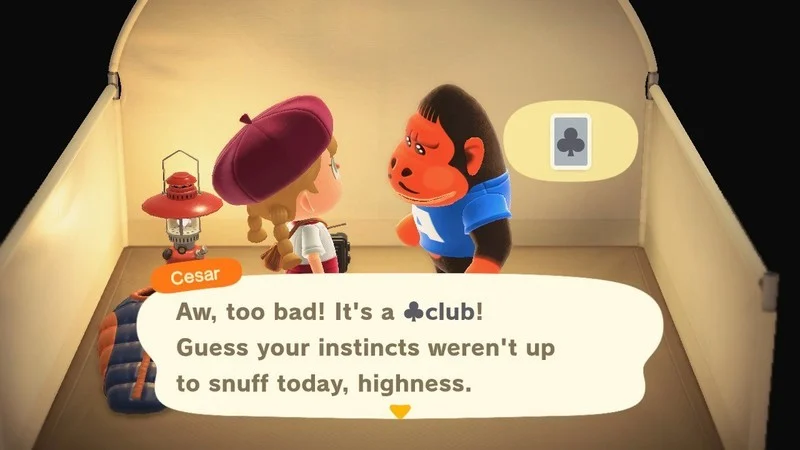 A
Cesar
Aw, too bad! It's a ♣club!
Guess your instincts weren't up
to snuff today, highness.